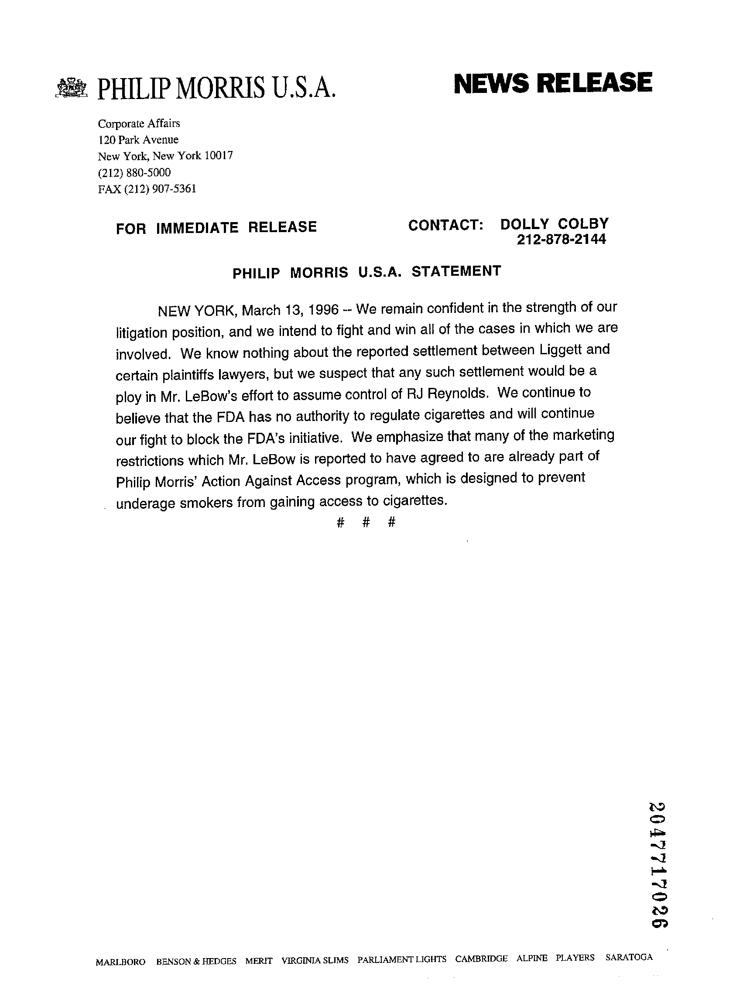 PHILIP MORRIS U.S.A.
NEWS RELEASE
Corporate Affairs
120 Park Avenue
New York, New York 10017
(212) 880-5000
FAX (212) 907-5361
FOR IMMEDIATE RELEASE
CONTACT: DOLLY COLBY
212-878-2144
PHILIP MORRIS U.S.A. STATEMENT
NEW YORK, March 13, 1996 -- We remain confident in the strength of our
litigation position, and we intend to fight and win all of the cases in which we are
involved. We know nothing about the reported settlement between Liggett and
certain plaintiffs lawyers, but we suspect that any such settlement would be a
ploy in Mr. LeBow's effort to assume control of RJ Reynolds. We continue to
believe that the FDA has no authority to regulate cigarettes and will continue
our fight to block the FDA's initiative. We emphasize that many of the marketing
restrictions which Mr. LeBow is reported to have agreed to are already part of
Philip Morris' Action Against Access program, which is designed to prevent
underage smokers from gaining access to cigarettes.
# # #
2047717026
MARLBORO BENSON & HEDGES MERIT VIRGINIA SLIMS PARLIAMENT LIGHTS CAMBRIDGE ALPINE PLAYERS SARATOGA